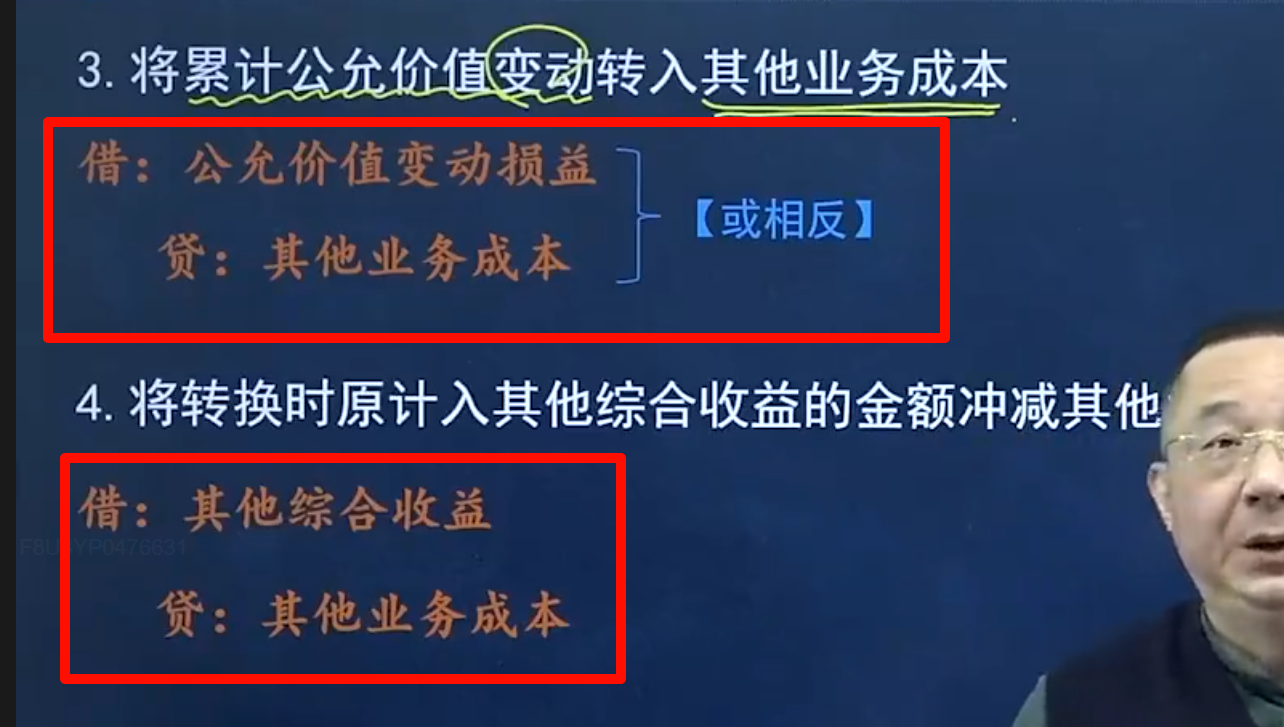 3. 将累计公允价值变动转入其他业务成本
借：公允价值变动损益
【或相反】
贷：其他业务成本
4. 将转换时原计入其他综合收益的金额冲减其他
借：其他综合收益
F8U
YP0476631
贷：其他业务成本